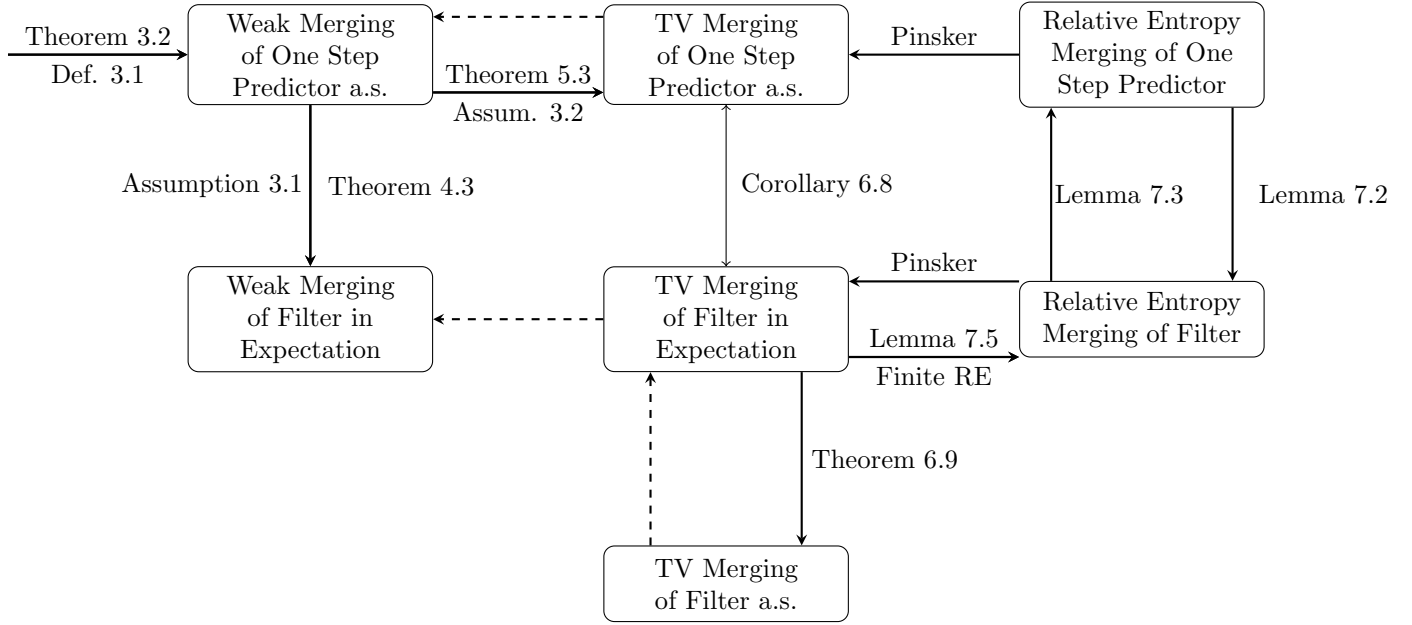 Theorem 3.2
Def. 3.1
Weak Merging
of One Step
Predictor a.s.
Theorem 5.3
Assum. 3.2
TV Merging
of One Step
Predictor a.s.
Pinsker
Relative Entropy
Merging of One
Step Predictor
Assumption 3.1
Theorem 4.3
Corollary 6.8
Lemma 7.3
Lemma 7.2
Weak Merging
of Filter in
Expectation
TV Merging
of Filter in
Expectation
Pinsker
Lemma 7.5
Finite RE
Relative Entropy
Merging of Filter
Theorem 6.9
TV Merging
of Filter a.s.